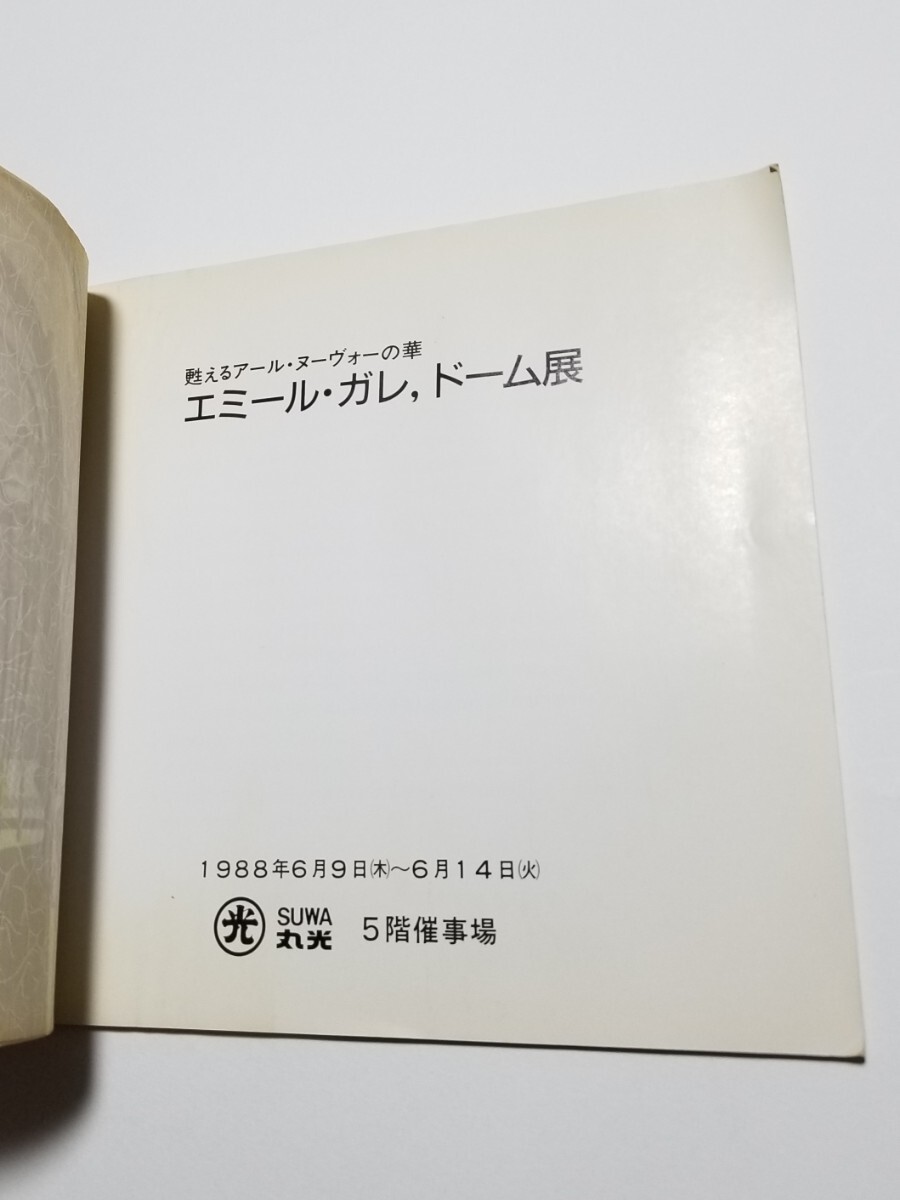 甦えるアール・ヌーヴォーの華
エミール・ガレ, ドーム展
1988年6月9日㈭〜6月14日㈫
光 SUWA 丸光 5階催事場